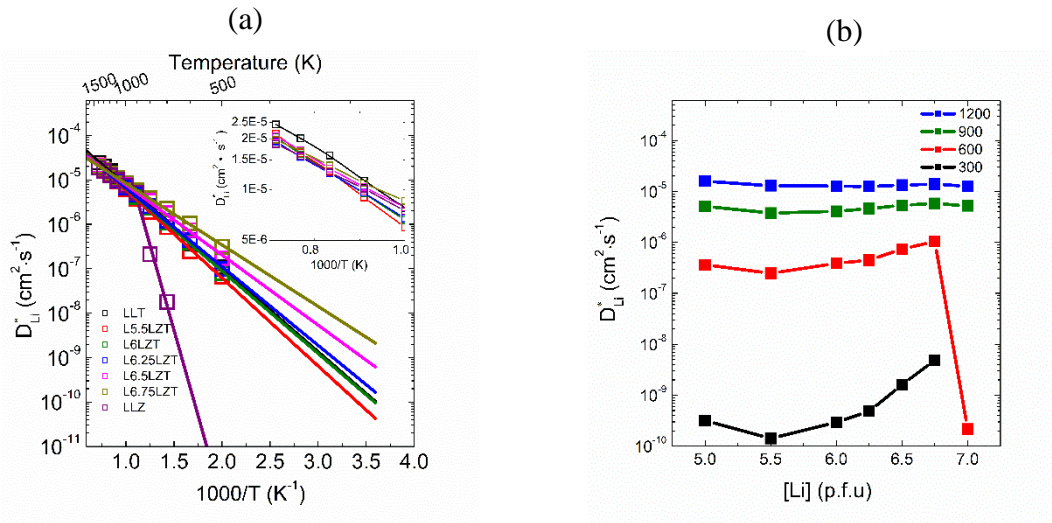 (a)
Temperature (K)
1500 1000 500
D*Li (cm²·s⁻¹)
10⁻⁴
10⁻⁵
10⁻⁶
10⁻⁷
10⁻⁸
10⁻⁹
10⁻¹⁰
10⁻¹¹
2.5E-5
2E-5
1.5E-5
1E-5
5E-6
D*Li (cm²·s⁻¹)
0.8 1.0
1000/T (K)
LLT
L5.5LZT
L6LZT
L6.25LZT
L6.5LZT
L6.75LZT
LLZ
1.0 1.5 2.0 2.5 3.0 3.5 4.0
1000/T (K⁻¹)
(b)
1200
900
600
300
D*Li (cm²·s⁻¹)
10⁻⁴
10⁻⁵
10⁻⁶
10⁻⁷
10⁻⁸
10⁻⁹
10⁻¹⁰
5.0 5.5 6.0 6.5 7.0
[Li] (p.f.u)